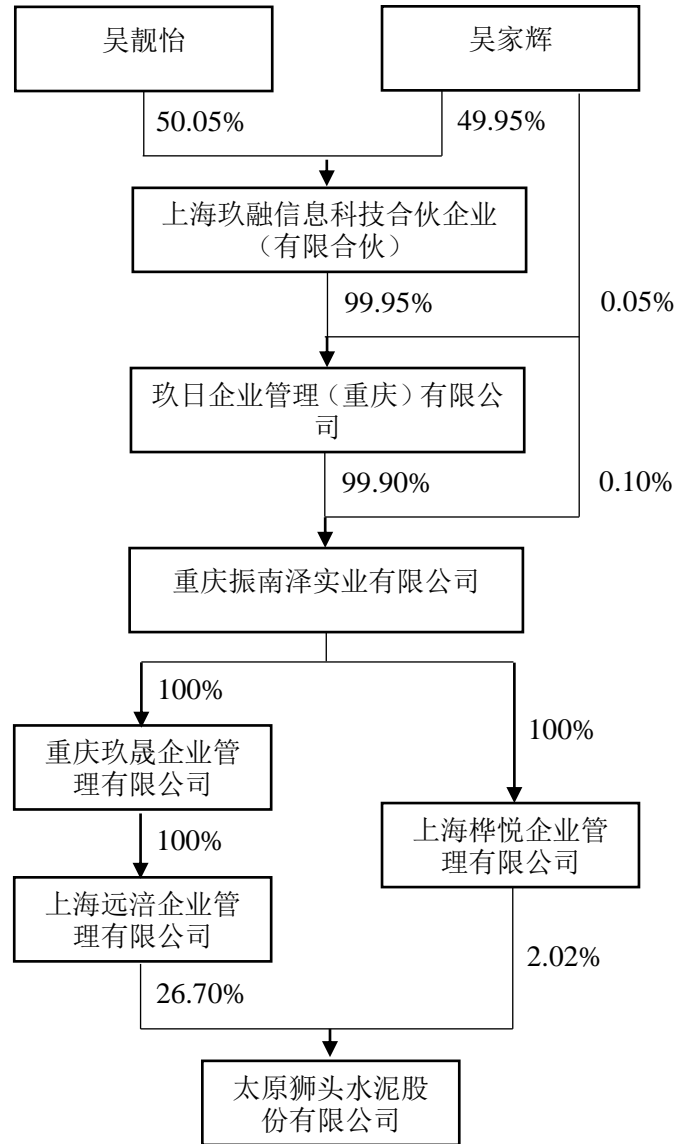 吴靓怡
吴家辉
50.05%
49.95%
上海玖融信息科技合伙企业
（有限合伙）
99.95%
0.05%
玖日企业管理（重庆）有限公
司
99.90%
0.10%
重庆振南泽实业有限公司
100%
100%
重庆玖晟企业管
理有限公司
上海桦悦企业管
理有限公司
100%
上海远涪企业管
理有限公司
2.02%
26.70%
太原狮头水泥股
份有限公司